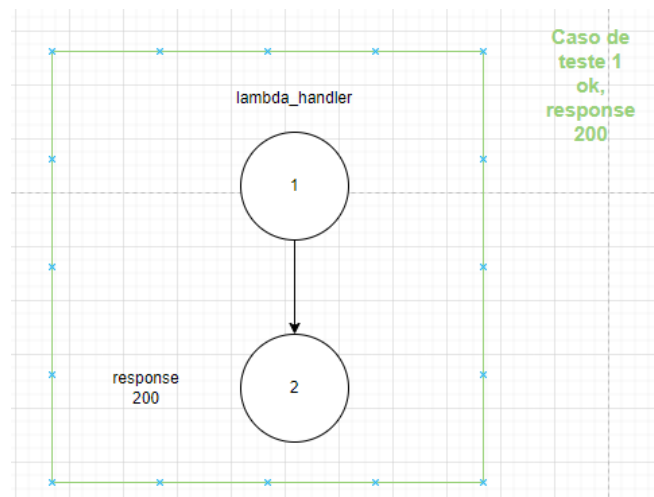 Caso de
teste 1
ok,
response
200
lambda_handler
1
response
200
2